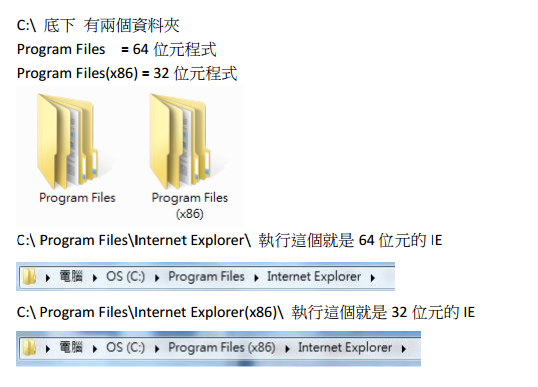 C:\ 底下 有兩個資料夾
Program Files = 64 位元程式
Program Files(x86) = 32 位元程式
Program Files
Program Files (x86)
C:\ Program Files\Internet Explorer\ 執行這個就是 64 位元的 IE
電腦 OS (C:) Program Files Internet Explorer
C:\ Program Files\Internet Explorer(x86)\ 執行這個就是 32 位元的 IE
電腦 OS (C:) Program Files (x86) Internet Explorer